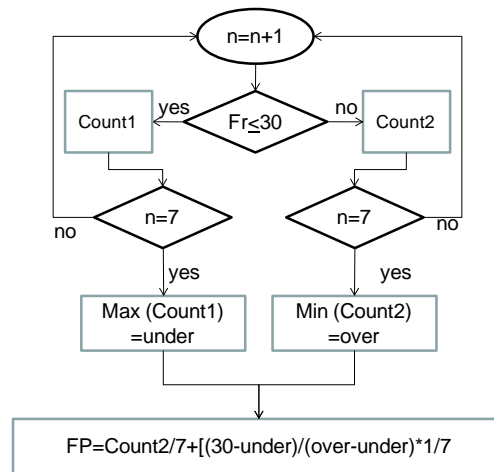 n=n+1
yes
no
Count1
Fr≤30
Count2
n=7
n=7
no
no
yes
yes
Max (Count1)
=under
Min (Count2)
=over
FP=Count2/7+[(30-under)/(over-under)*1/7